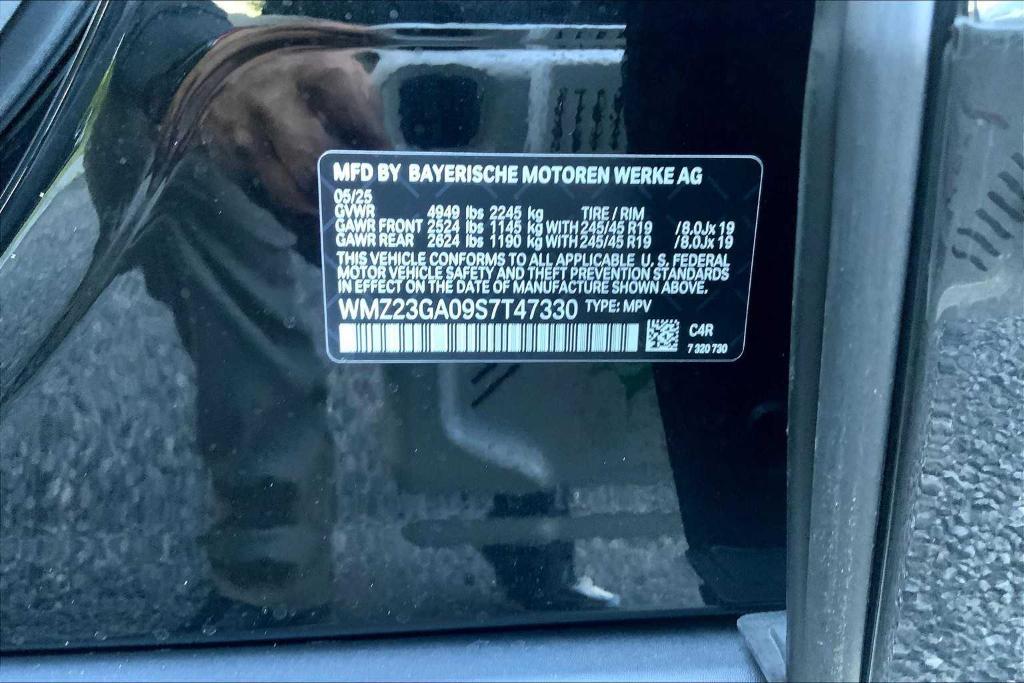 MFD BY BAYERISCHE MOTOREN WERKE AG
05/25
GVWR 4949 lbs 2245 kg TIRE / RIM
GAWR FRONT 2524 lbs 1145 kg WITH 245/45 R19 /8.0Jx 19
GAWR REAR 2624 lbs 1190 kg WITH 245/45 R19 /8.0Jx 19
THIS VEHICLE CONFORMS TO ALL APPLICABLE U.S. FEDERAL
MOTOR VEHICLE SAFETY AND THEFT PREVENTION STANDARDS
IN EFFECT ON THE DATE OF MANUFACTURE SHOWN ABOVE.
WMZ23GA09S7T47330 TYPE: MPV
C4R
7 320 730